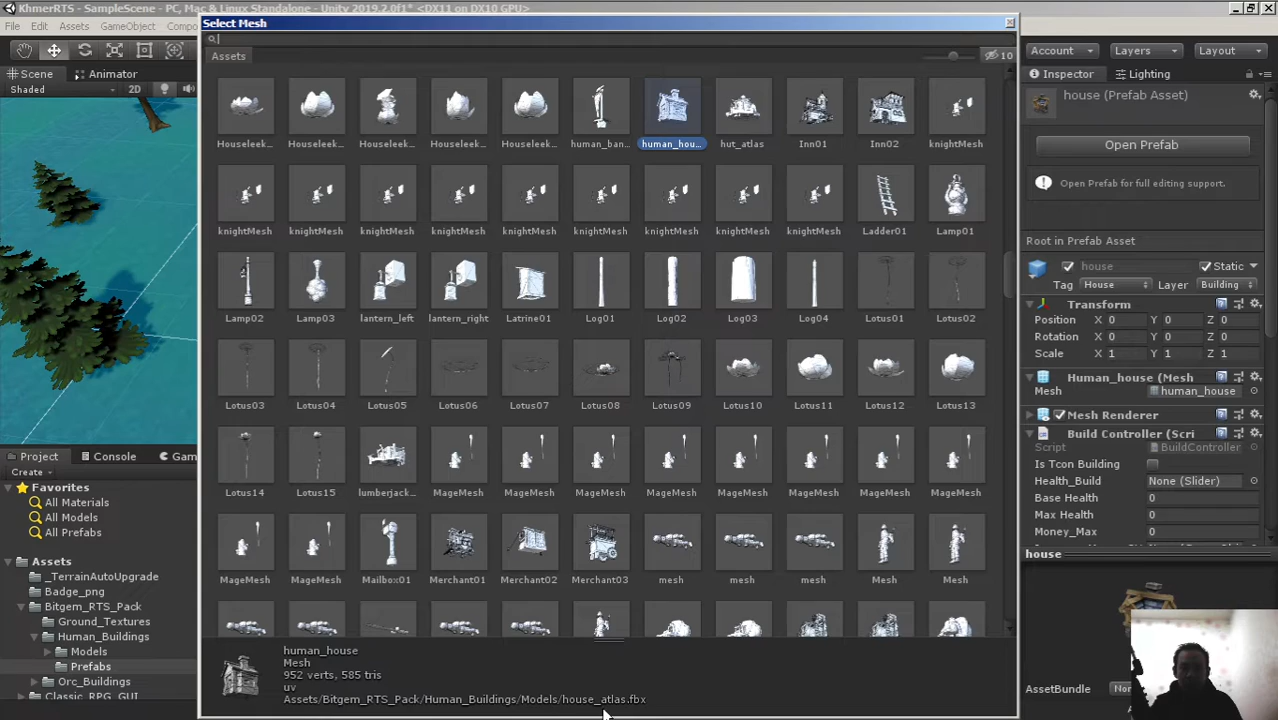 KhmerRTS - SampleScene - PC, Mac & Linux Standalone - Unity 2019.2.0f1* <DX11 on DX10 GPU>
File Edit Assets GameObject Compo
Select Mesh
Assets 10
Account Layers Layout
Scene Animator
Shaded 2D
Houseleek... Houseleek... Houseleek... Houseleek... Houseleek... human_ban... human_hou... hut_atlas Inn01 Inn02 knightMesh
knightMesh knightMesh knightMesh knightMesh knightMesh knightMesh knightMesh knightMesh knightMesh Ladder01 Lamp01
Lamp02 Lamp03 lantern_left lantern_right Latrine01 Log01 Log02 Log03 Log04 Lotus01 Lotus02
Lotus03 Lotus04 Lotus05 Lotus06 Lotus07 Lotus08 Lotus09 Lotus10 Lotus11 Lotus12 Lotus13
Lotus14 Lotus15 lumberjack... MageMesh MageMesh MageMesh MageMesh MageMesh MageMesh MageMesh MageMesh
MageMesh MageMesh Mailbox01 Merchant01 Merchant02 Merchant03 mesh mesh mesh Mesh Mesh
human_house
Mesh
952 verts, 585 tris
uv
Assets/Bitgem_RTS_Pack/Human_Buildings/Models/house_atlas.fbx
Project Console Gam
Create
Favorites
All Materials
All Models
All Prefabs
Assets
_TerrainAutoUpgrade
Badge_png
Bitgem_RTS_Pack
Ground_Textures
Human_Buildings
Models
Prefabs
Orc_Buildings
Classic_RPG_GUI
Inspector Lighting
house (Prefab Asset)
Open Prefab
Open Prefab for full editing support.
Root in Prefab Asset
house Static
Tag House Layer Building
Transform
Position X 0 Y 0 Z 0
Rotation X 0 Y 0 Z 0
Scale X 1 Y 1 Z 1
Human_house (Mesh
Mesh human_house
Mesh Renderer
Build Controller (Scri
Script BuildController
Is Tcon Building
Health_Build None (Slider)
Base Health 0
Max Health 0
Money_Max 0
house
AssetBundle Non